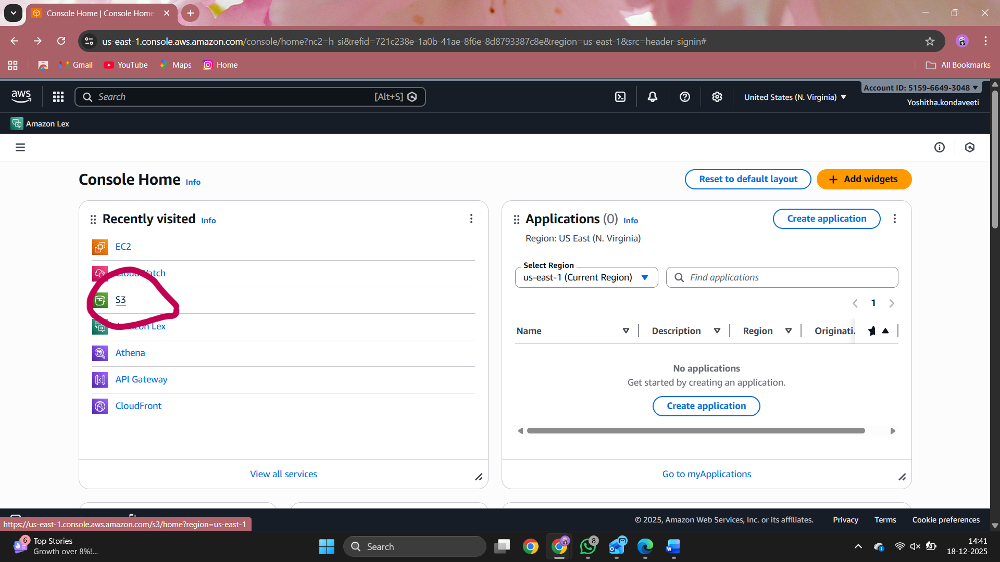 Console Home | Console Home
us-east-1.console.aws.amazon.com/console/home?nc2=h_si&refid=721c238e-1a0b-41ae-8f6e-8d8793387c8e&region=us-east-1&src=header-signin#
Gmail YouTube Maps Home All Bookmarks
aws Search [Alt+S] United States (N. Virginia) Account ID: 5159-6649-3048
Yoshitha.kondaveeti
Amazon Lex
Console Home Info Reset to default layout + Add widgets
Recently visited Info
EC2
CloudWatch
S3
Amazon Lex
Athena
API Gateway
CloudFront
View all services
Applications (0) Info Create application
Region: US East (N. Virginia)
Select Region
us-east-1 (Current Region) Find applications
1
Name Description Region Originati.
No applications
Get started by creating an application.
Create application
Go to myApplications
© 2025, Amazon Web Services, Inc. or its affiliates. Privacy Terms Cookie preferences
https://us-east-1.console.aws.amazon.com/s3/home?region=us-east-1
6 Top Stories
Growth over 8%!...
Search
8
14:41
18-12-2025